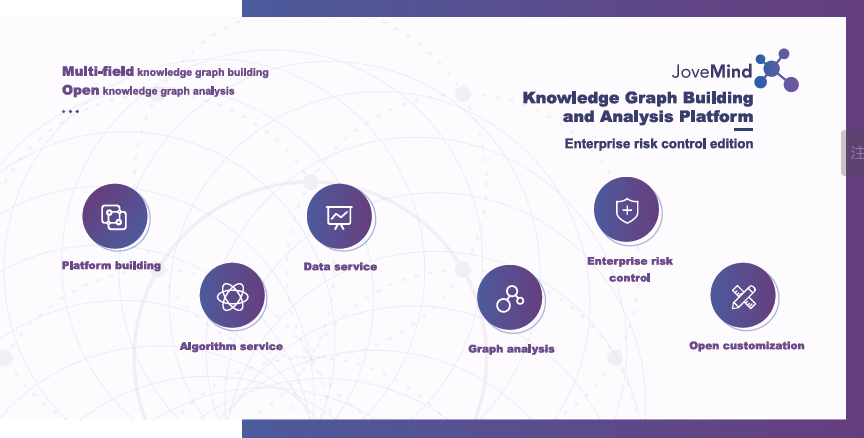 Multi-field knowledge graph building
Open knowledge graph analysis
...
JoveMind
Knowledge Graph Building
and Analysis Platform
Enterprise risk control edition
注
Platform building
Data service
Enterprise risk
control
Algorithm service
Graph analysis
Open customization